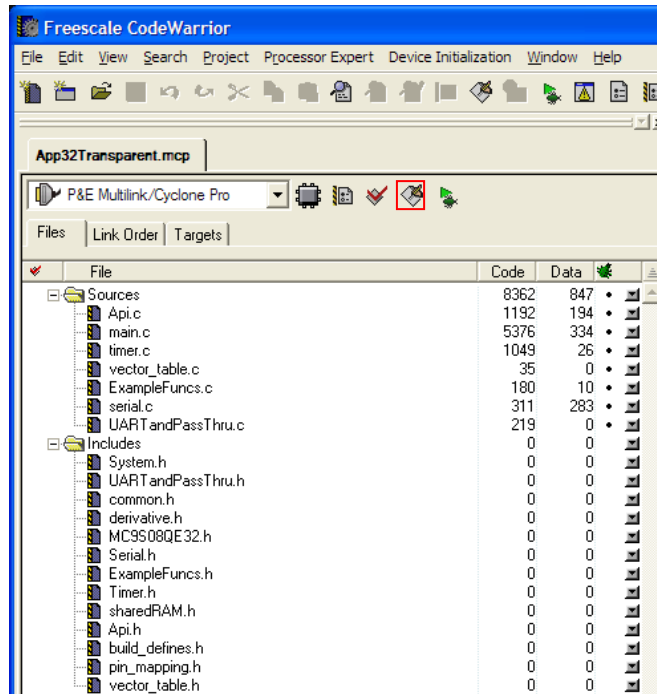 Freescale CodeWarrior
File Edit View Search Project Processor Expert Device Initialization Window Help
App32Transparent.mcp
P&E Multilink/Cyclone Pro
Files Link Order Targets
File Code Data
Sources 8362 847
Api.c 1192 194
main.c 5376 334
timer.c 1049 26
vector_table.c 35 0
ExampleFuncs.c 180 10
serial.c 311 283
UARTandPassThru.c 219 0
Includes 0 0
System.h 0 0
UARTandPassThru.h 0 0
common.h 0 0
derivative.h 0 0
MC9S08QE32.h 0 0
Serial.h 0 0
ExampleFuncs.h 0 0
Timer.h 0 0
sharedRAM.h 0 0
Api.h 0 0
build_defines.h 0 0
pin_mapping.h 0 0
vector_table.h 0 0